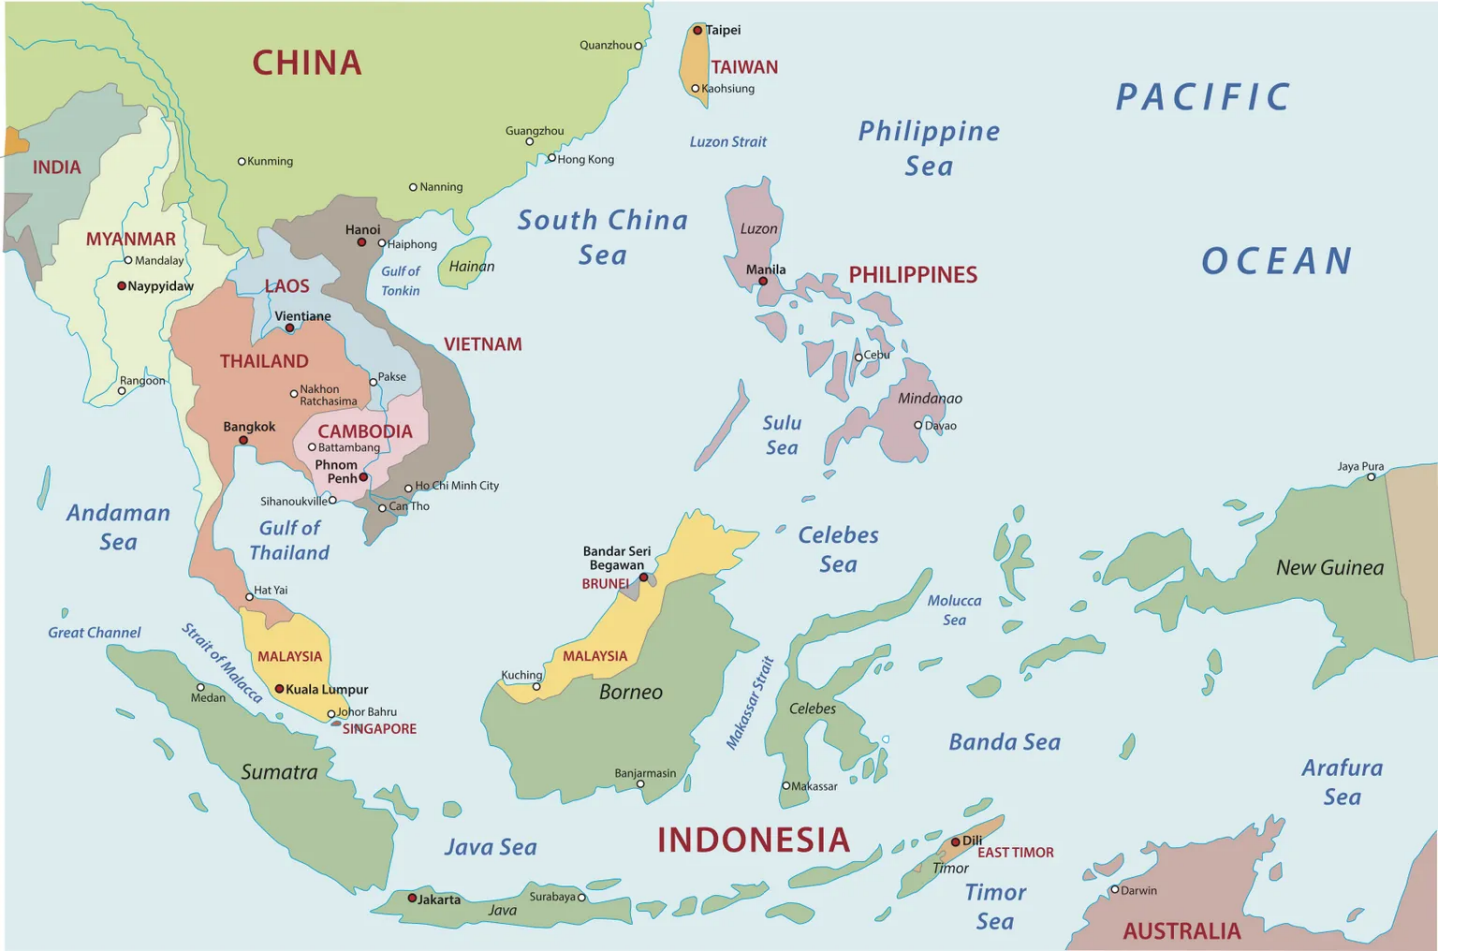 Taipei
Quanzhou
CHINA
TAIWAN
Kaohsiung
PACIFIC
Guangzhou
Luzon Strait
Philippine
Sea
Kunming
Hong Kong
INDIA
Nanning
South China
Sea
Luzon
Hanoi
Haiphong
MYANMAR
Mandalay
Hainan
OCEAN
Gulf of
Tonkin
Manila
PHILIPPINES
Naypyidaw
LAOS
Vientiane
VIETNAM
THAILAND
Cebu
Rangoon
Pakse
Nakhon
Ratchasima
Mindanao
Bangkok
CAMBODIA
Battambang
Sulu
Sea
Davao
Phnom
Penh
Jaya Pura
Ho Chi Minh City
Sihanoukville
Can Tho
Andaman
Sea
Gulf of
Thailand
Celebes
Sea
Bandar Seri
Begawan
BRUNEI
New Guinea
Hat Yai
Molucca
Sea
Great Channel
Strait of Malacca
MALAYSIA
MALAYSIA
Kuching
Borneo
Makassar Strait
Kuala Lumpur
Medan
Johor Bahru
SINGAPORE
Celebes
Banda Sea
Sumatra
Banjarmasin
Makassar
Arafura
Sea
INDONESIA
Java Sea
Dili
EAST TIMOR
Timor
Timor
Sea
Jakarta
Java
Surabaya
Darwin
AUSTRALIA